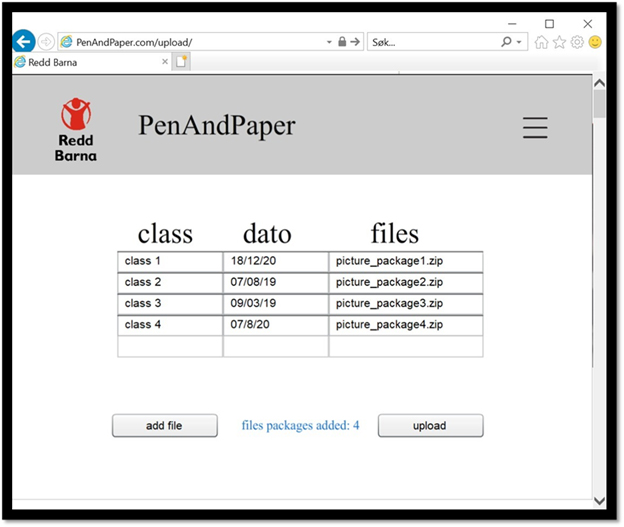 PenAndPaper.com/upload/
Søk...
Redd Barna
Redd
Barna
PenAndPaper
class dato files
class 1 18/12/20 picture_package1.zip
class 2 07/08/19 picture_package2.zip
class 3 09/03/19 picture_package3.zip
class 4 07/8/20 picture_package4.zip
add file files packages added: 4 upload